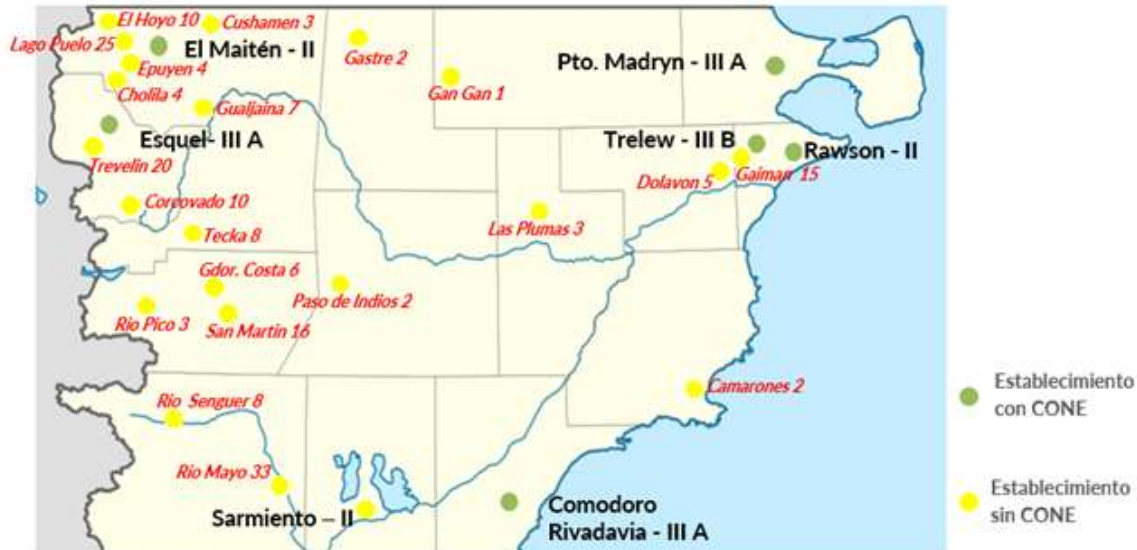 El Hoyo 10
Cushamen 3
Lago Puelo 25
El Maitén - II
Gastre 2
Epuyen 4
Cholila 4
Gan Gan 1
Pto. Madryn - III A
Gualjaina 7
Esquel- III A
Trelew - III B
Rawson - II
Trevelin 20
Dolavon 5
Gaiman 15
Corcovado 10
Las Plumas 3
Tecka 8
Gdor. Costa 6
Paso de Indios 2
Rio Pico 3
San Martin 16
Camarones 2
Establecimiento
con CONE
Rio Senguer 8
Rio Mayo 33
Sarmiento – II
Comodoro
Rivadavia - III A
Establecimiento
sin CONE